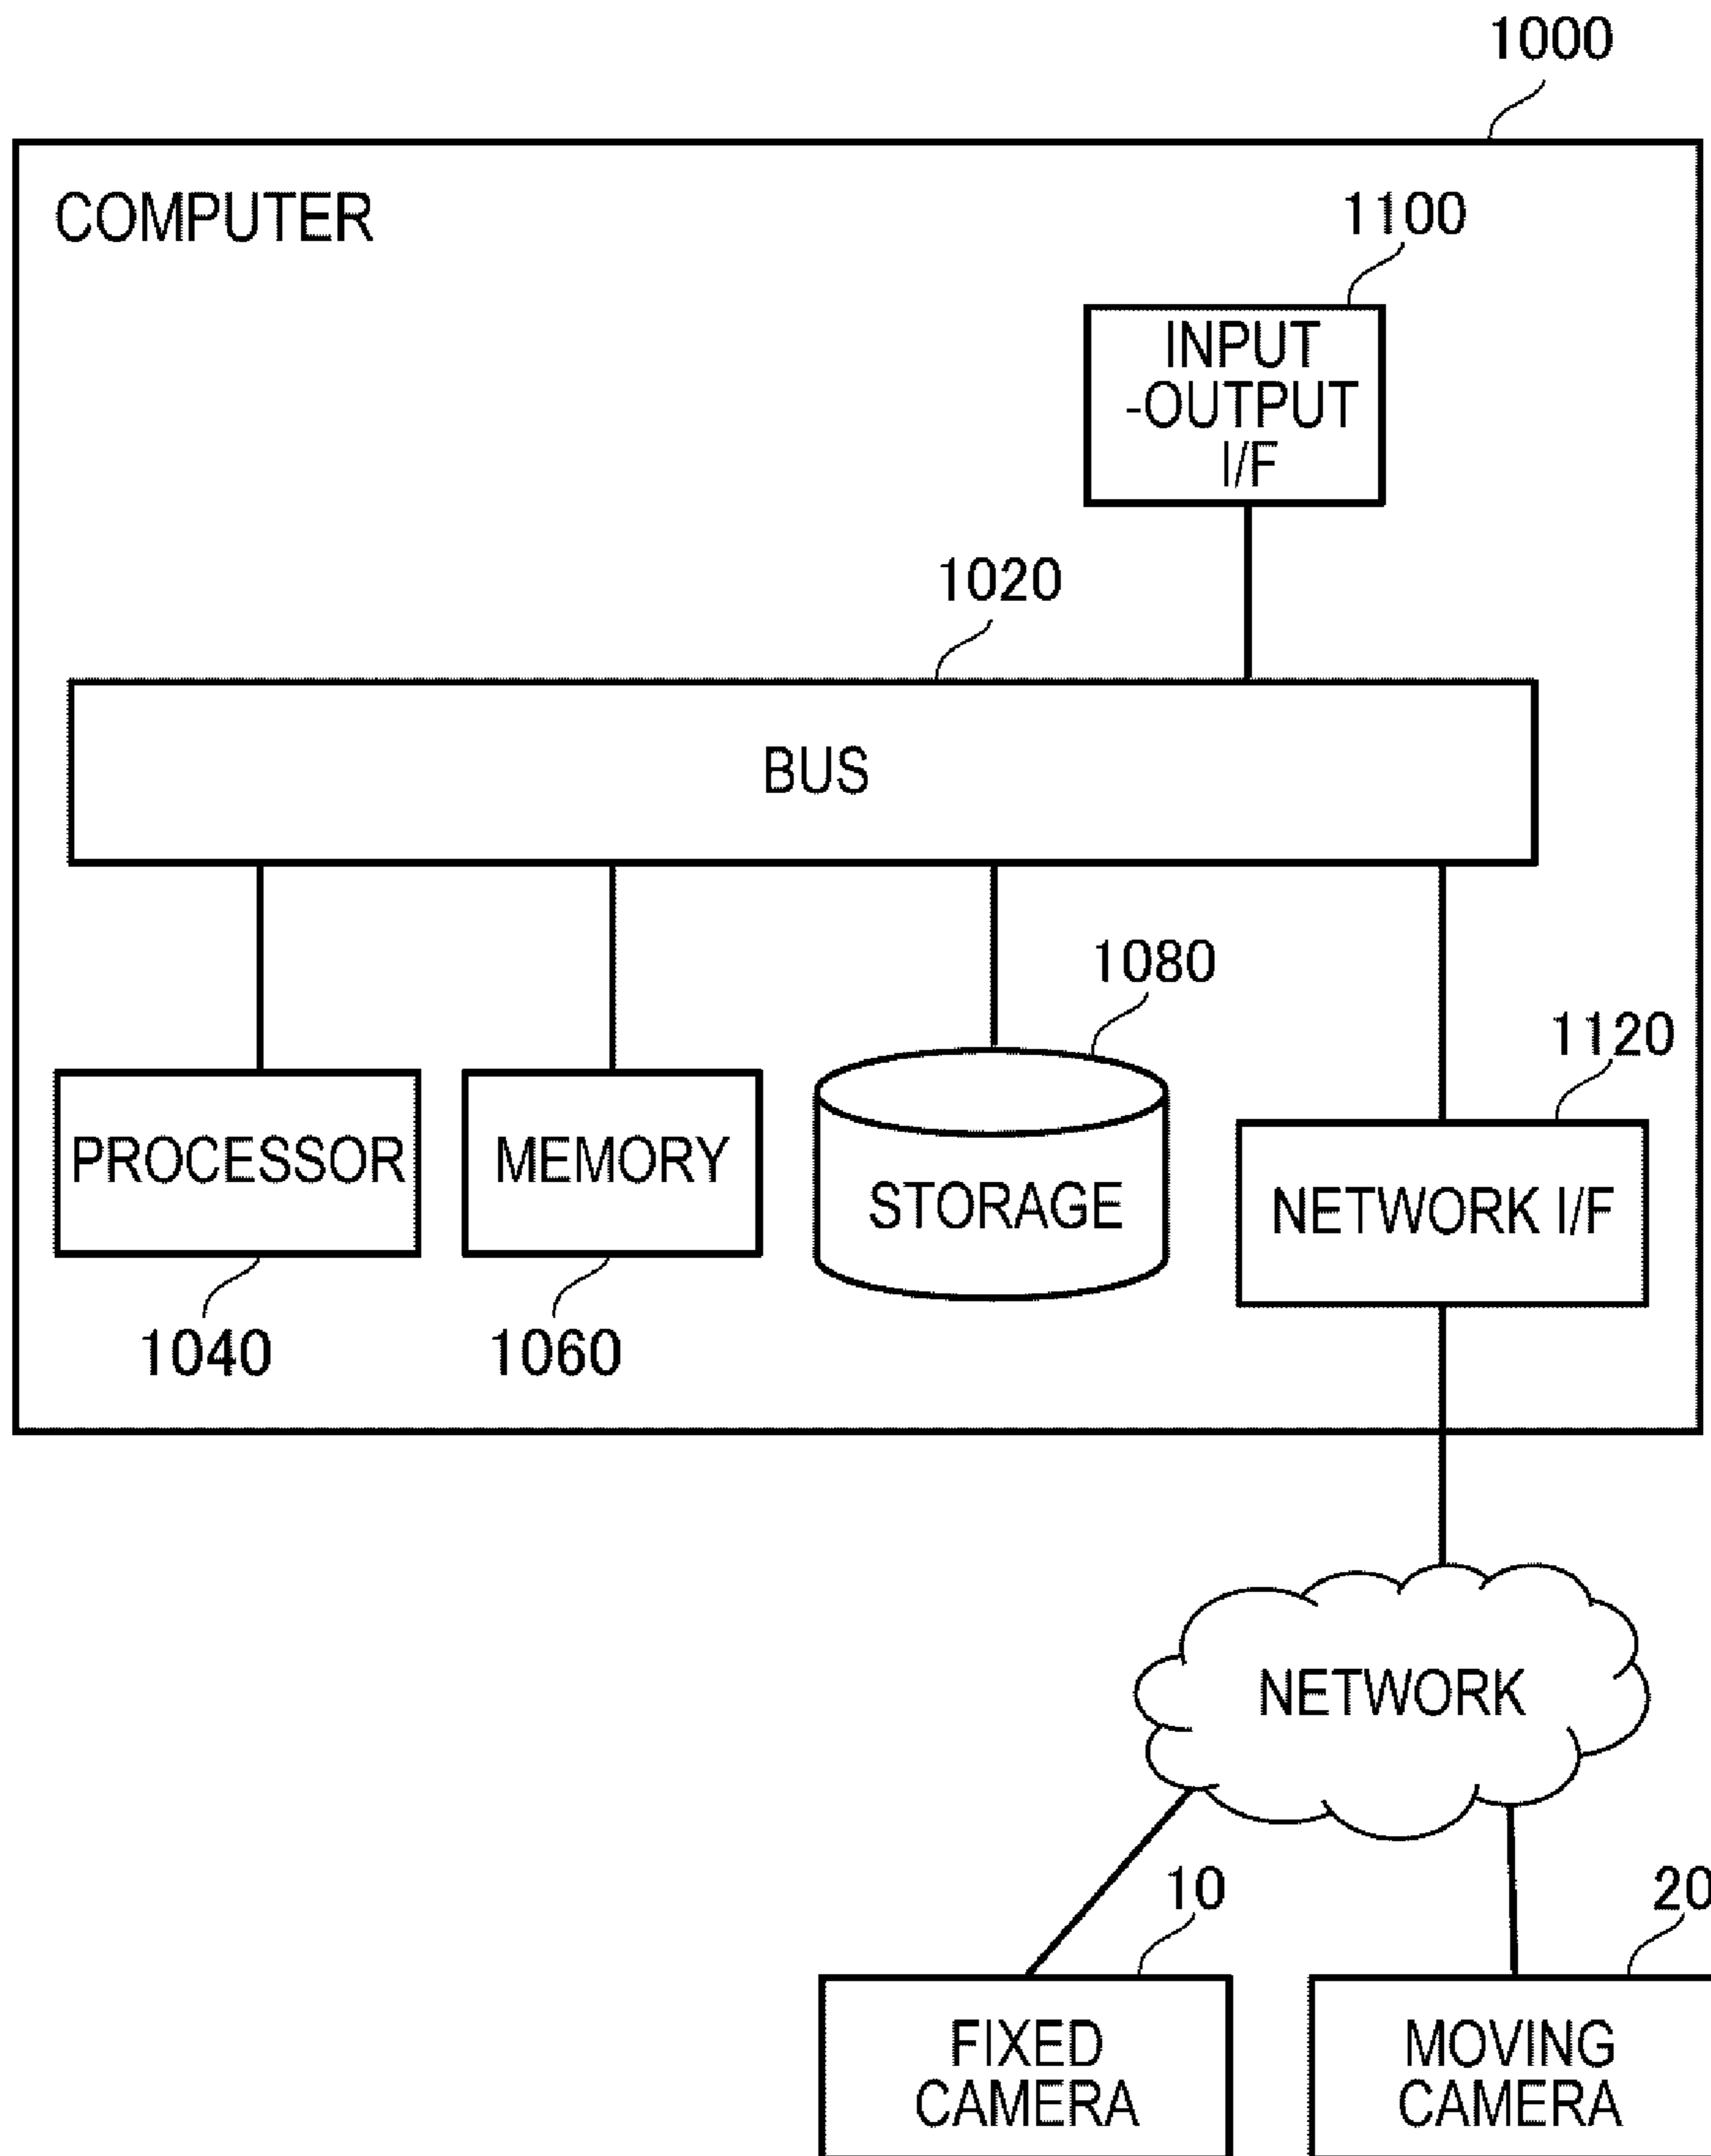 1000
COMPUTER
1100
INPUT
-OUTPUT
I/F
1020
BUS
1080
1120
PROCESSOR
MEMORY
STORAGE
NETWORK I/F
1040
1060
NETWORK
10
20
FIXED
CAMERA
MOVING
CAMERA